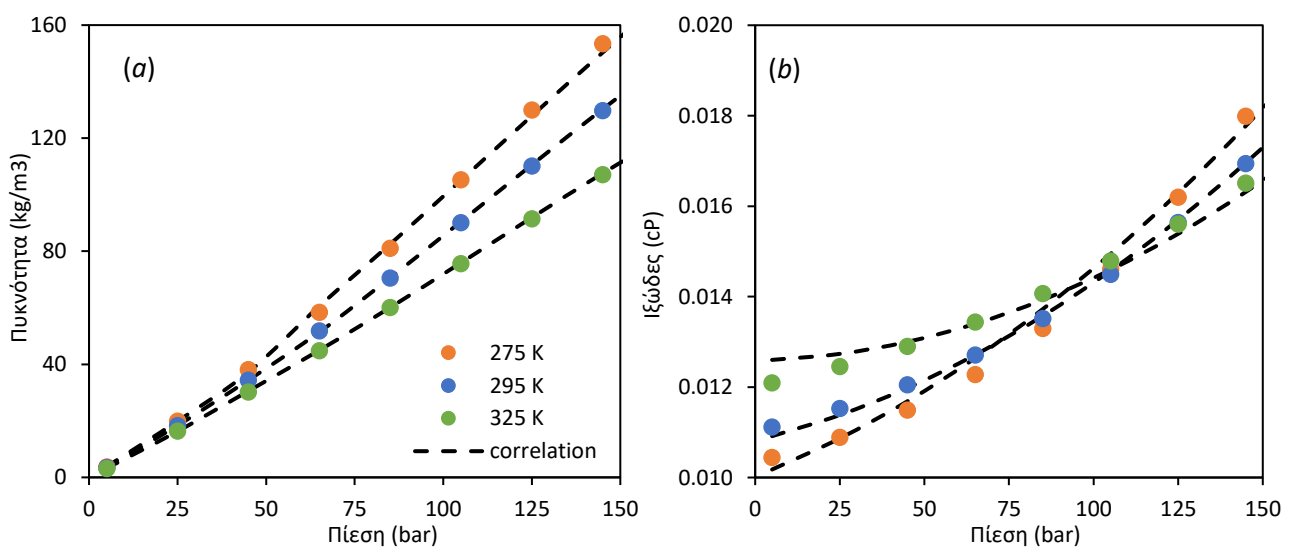 (a)
Πυκνότητα (kg/m3)
160
120
80
40
0
275 K
295 K
325 K
correlation
0 25 50 75 100 125 150
Πίεση (bar)
(b)
Ιξώδες (cP)
0.020
0.018
0.016
0.014
0.012
0.010
0 25 50 75 100 125 150
Πίεση (bar)